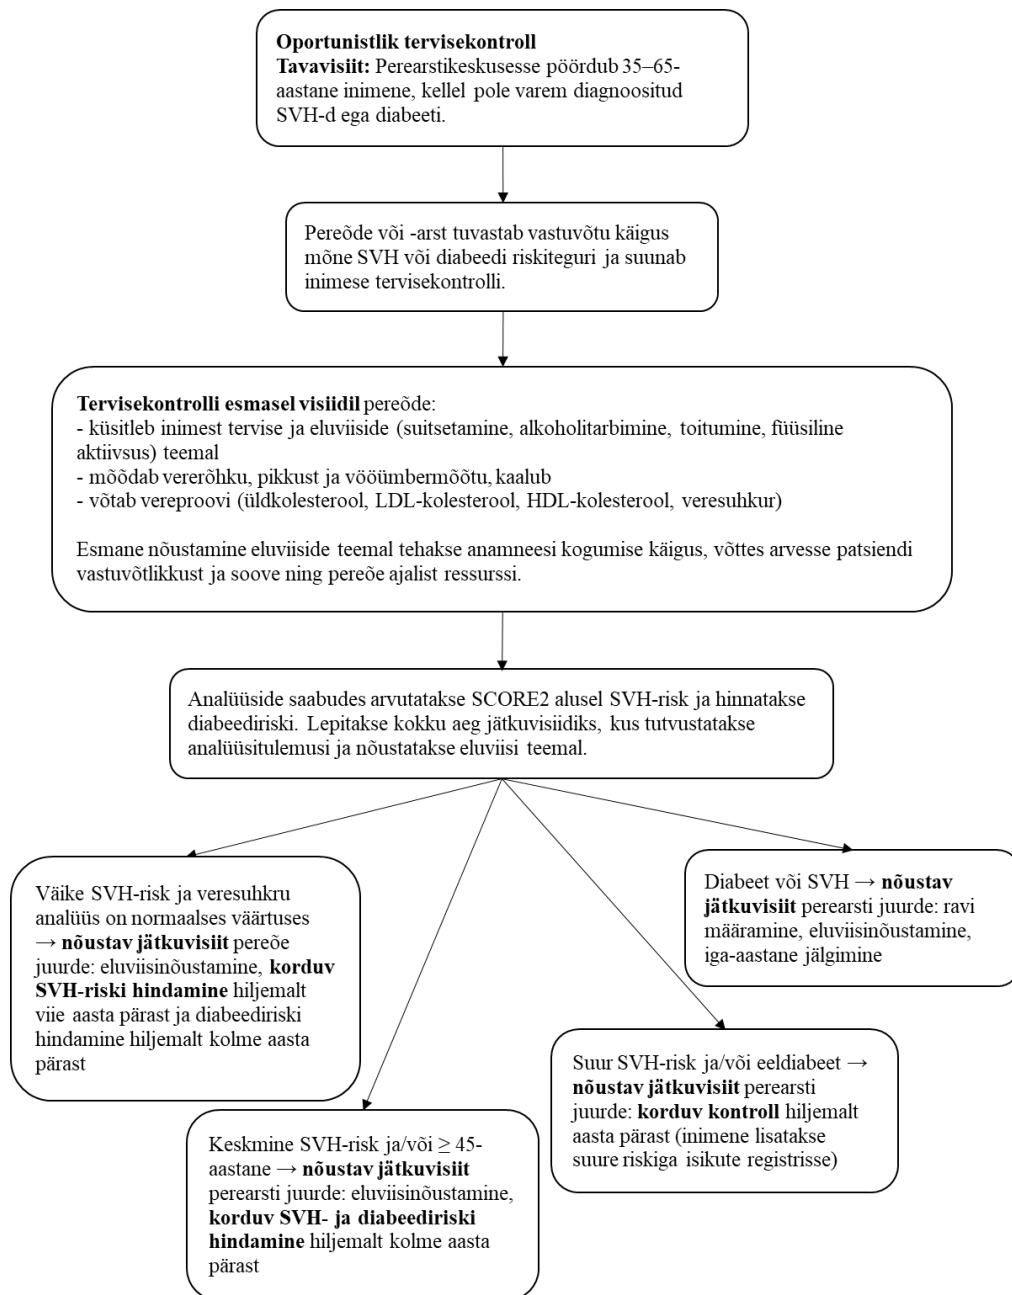 Oportunistlik tervisekontroll
Tavavisiit: Perearstikeskusesse pöördub 35–65-
aastane inimene, kellel pole varem diagnoositud
SVH-d ega diabeeti.
Pereõde või -arst tuvastab vastuvõtu käigus
mõne SVH või diabeedi riskiteguri ja suunab
inimese tervisekontrolli.
Tervisekontrolli esmasel visiidil pereõde:
- küsitleb inimest tervise ja eluviiside (suitsetamine, alkoholitarbimine, toitumine, füüsiline
aktiivsus) teemal
- mõõdab vererõhku, pikkust ja vööümbermõõtu, kaalub
- võtab vereproovi (üldkolesterool, LDL-kolesterool, HDL-kolesterool, veresuhkur)
Esmane nõustamine eluviiside teemal tehakse anamneesi kogumise käigus, võttes arvesse patsiendi
vastuvõtlikkust ja soove ning pereõe ajalist ressurssi.
Analüüside saabudes arvutatakse SCORE2 alusel SVH-risk ja hinnatakse
diabeediriski. Lepitakse kokku aeg jätkuvisiidiks, kus tutvustatakse
analüüsitulemusi ja nõustatakse eluviisi teemal.
Väike SVH-risk ja veresuhkru
analüüs on normaalses väärtuses
→ nõustav jätkuvisiit pereõe
juurde: eluviisinõustamine, korduv
SVH-riski hindamine hiljemalt
viie aasta pärast ja diabeediriski
hindamine hiljemalt kolme aasta
pärast
Keskmine SVH-risk ja/või ≥ 45-
aastane → nõustav jätkuvisiit
perearsti juurde: eluviisinõustamine,
korduv SVH- ja diabeediriski
hindamine hiljemalt kolme aasta
pärast
Suur SVH-risk ja/või eeldiabeet →
nõustav jätkuvisiit perearsti
juurde: korduv kontroll hiljemalt
aasta pärast (inimene lisatakse
suure riskiga isikute registrisse)
Diabeet või SVH → nõustav
jätkuvisiit perearsti juurde: ravi
määramine, eluviisinõustamine,
iga-aastane jälgimine